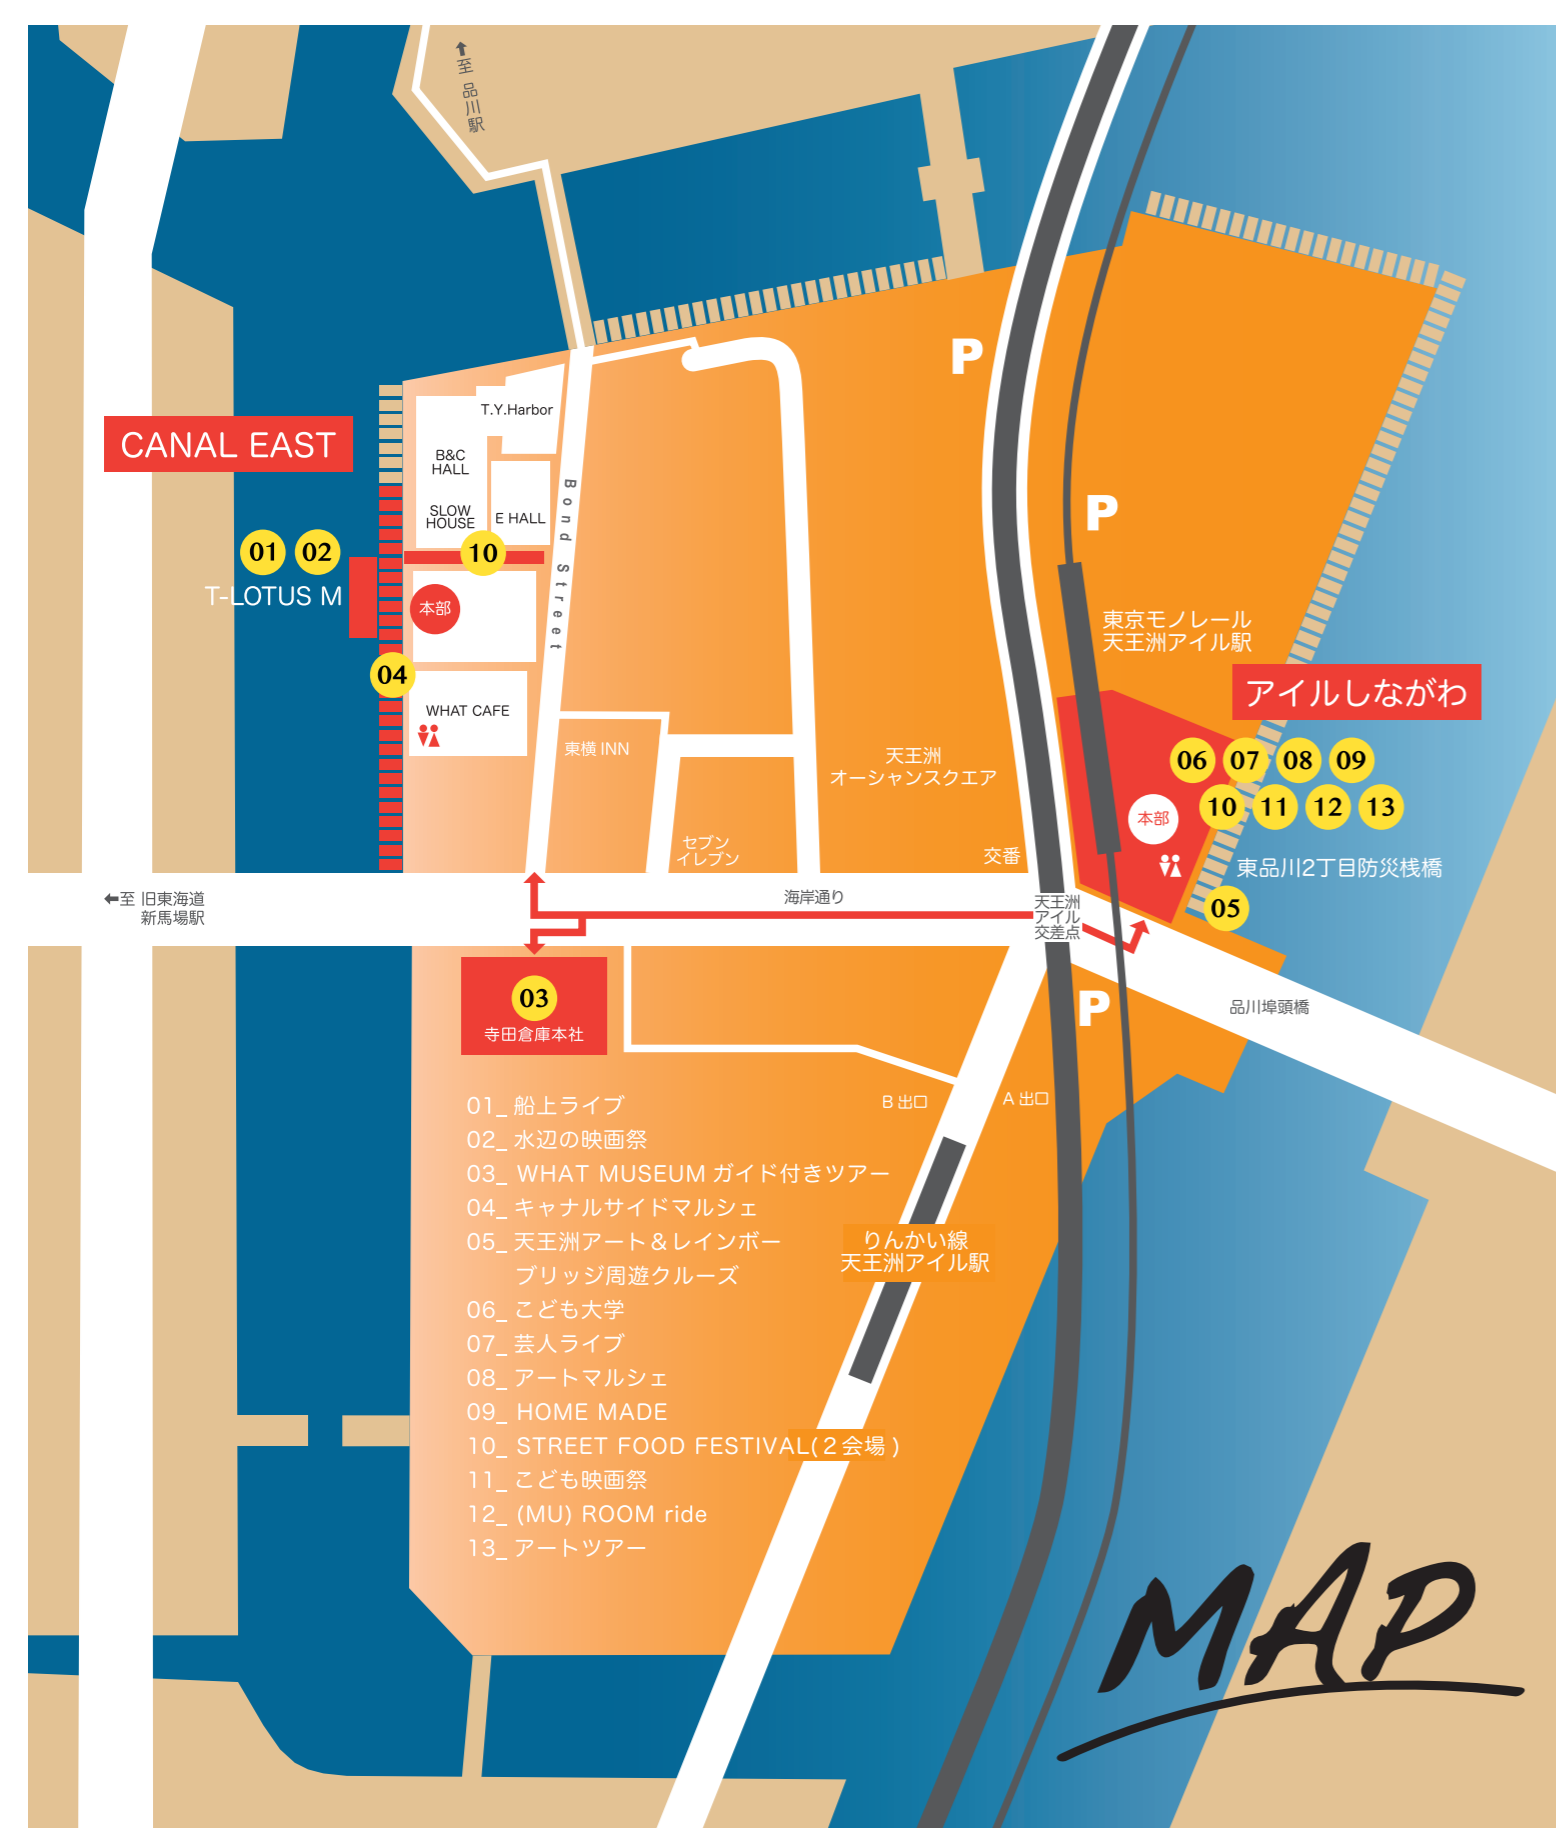 至 品川駅
P
T.Y.Harbor
CANAL EAST
B&C
HALL
SLOW
HOUSE
E HALL
Bond Street
P
01 02
10
T-LOTUS M
本部
東京モノレール
天王洲アイル駅
04
アイルしながわ
WHAT CAFE
東横 INN
天王洲
オーシャンスクエア
06 07 08 09
10 11 12 13
本部
セブン
イレブン
交番
東品川2丁目防災桟橋
05
至 旧東海道
新馬場駅
海岸通り
天王洲
アイル
交差点
03
寺田倉庫本社
P
品川埠頭橋
B 出口
A 出口
01_ 船上ライブ
02_ 水辺の映画祭
03_ WHAT MUSEUM ガイド付きツアー
04_ キャナルサイドマルシェ
05_ 天王洲アート＆レインボー
ブリッジ周遊クルーズ
06_ こども大学
07_ 芸人ライブ
08_ アートマルシェ
09_ HOME MADE
10_ STREET FOOD FESTIVAL(２会場 )
11_ こども映画祭
12_ (MU) ROOM ride
13_ アートツアー
りんかい線
天王洲アイル駅
MAP